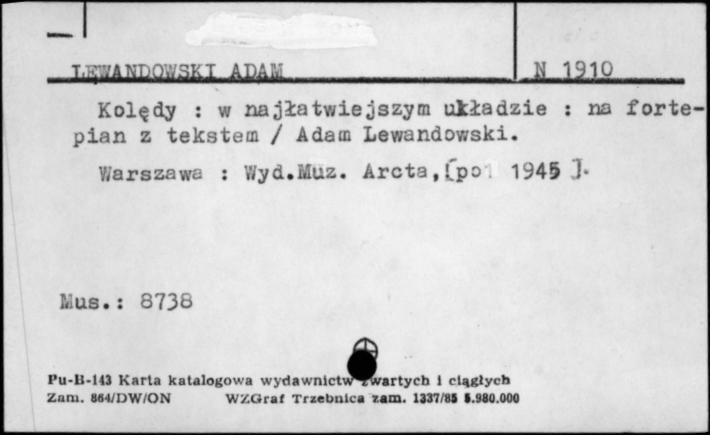 LEWANDOWSKI ADAM N 1910
Kolędy : w najłatwiejszym układzie : na forte-
pian z tekstem / Adam Lewandowski.
Warszawa : Wyd.Muz. Arcta,[po 1945 ].
Mus.: 8738
Pu-B-143 Karta katalogowa wydawnictw zwartych i ciągłych
Zam. 864/DW/ON WZGraf Trzebnica zam. 1337/85 5.980.000